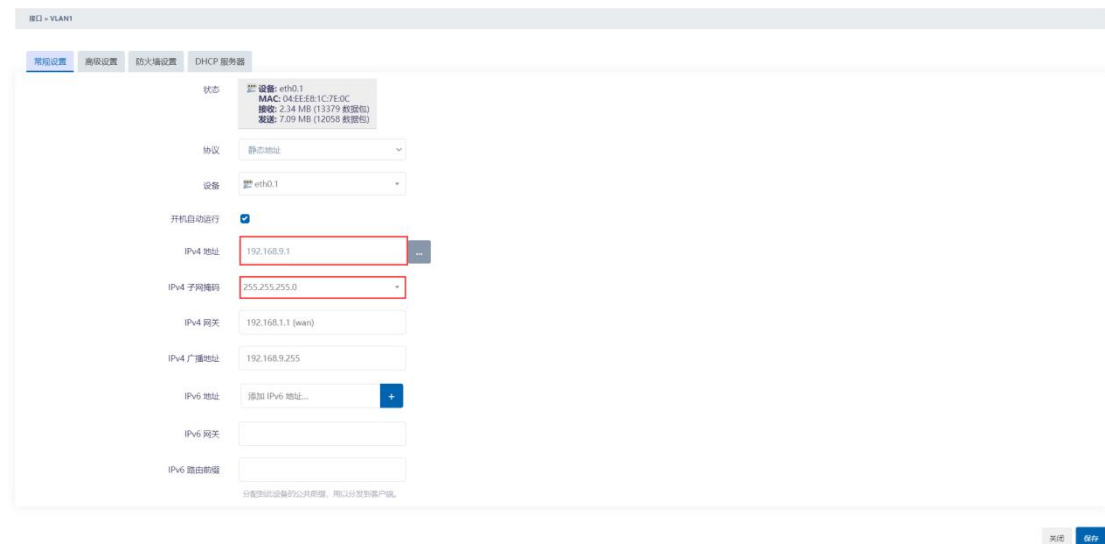 接口 » VLAN1
常规设置 高级设置 防火墙设置 DHCP 服务器
状态
设备: eth0.1
MAC: 04:EE:E8:1C:7E:0C
接收: 2.34 MB (13379 数据包)
发送: 7.09 MB (12058 数据包)
协议 静态地址
设备 eth0.1
开机自动运行
IPv4 地址 192.168.9.1 ...
IPv4 子网掩码 255.255.255.0
IPv4 网关 192.168.1.1 (wan)
IPv4 广播地址 192.168.9.255
IPv6 地址 添加 IPv6 地址... +
IPv6 网关
IPv6 路由前缀
分配到此设备的公共前缀，用以分发到客户端。
关闭 保存